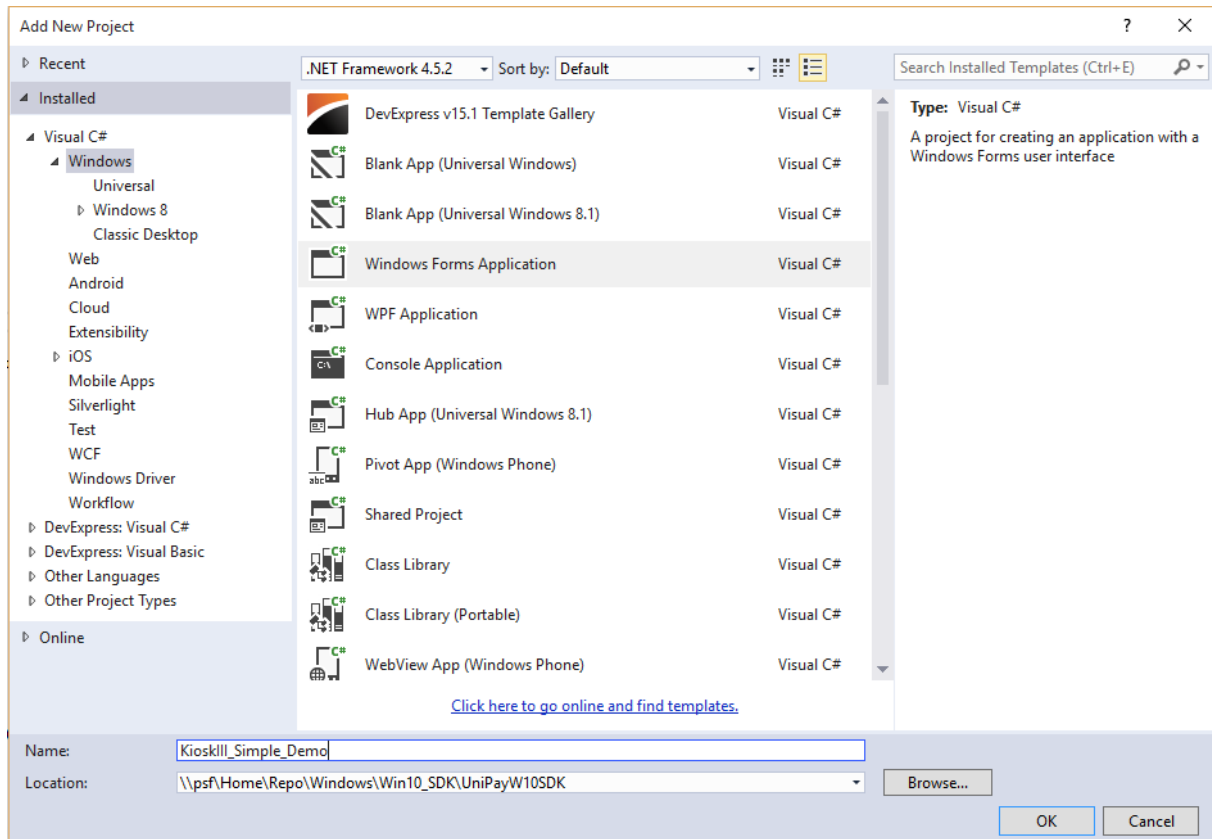 Add New Project
?
Recent
Installed
Visual C#
Windows
Universal
Windows 8
Classic Desktop
Web
Android
Cloud
Extensibility
iOS
Mobile Apps
Silverlight
Test
WCF
Windows Driver
Workflow
DevExpress: Visual C#
DevExpress: Visual Basic
Other Languages
Other Project Types
Online
.NET Framework 4.5.2 Sort by: Default
DevExpress v15.1 Template Gallery Visual C#
C# Blank App (Universal Windows) Visual C#
C# Blank App (Universal Windows 8.1) Visual C#
C# Windows Forms Application Visual C#
C# WPF Application Visual C#
C# C:\ Console Application Visual C#
C# Hub App (Universal Windows 8.1) Visual C#
C# abc Pivot App (Windows Phone) Visual C#
C# Shared Project Visual C#
C# Class Library Visual C#
C# Class Library (Portable) Visual C#
C# WebView App (Windows Phone) Visual C#
Click here to go online and find templates.
Search Installed Templates (Ctrl+E)
Type: Visual C#
A project for creating an application with a
Windows Forms user interface
Name: KioskIII_Simple_Demo
Location: \\psf\Home\Repo\Windows\Win10_SDK\UniPayW10SDK Browse...
OK Cancel